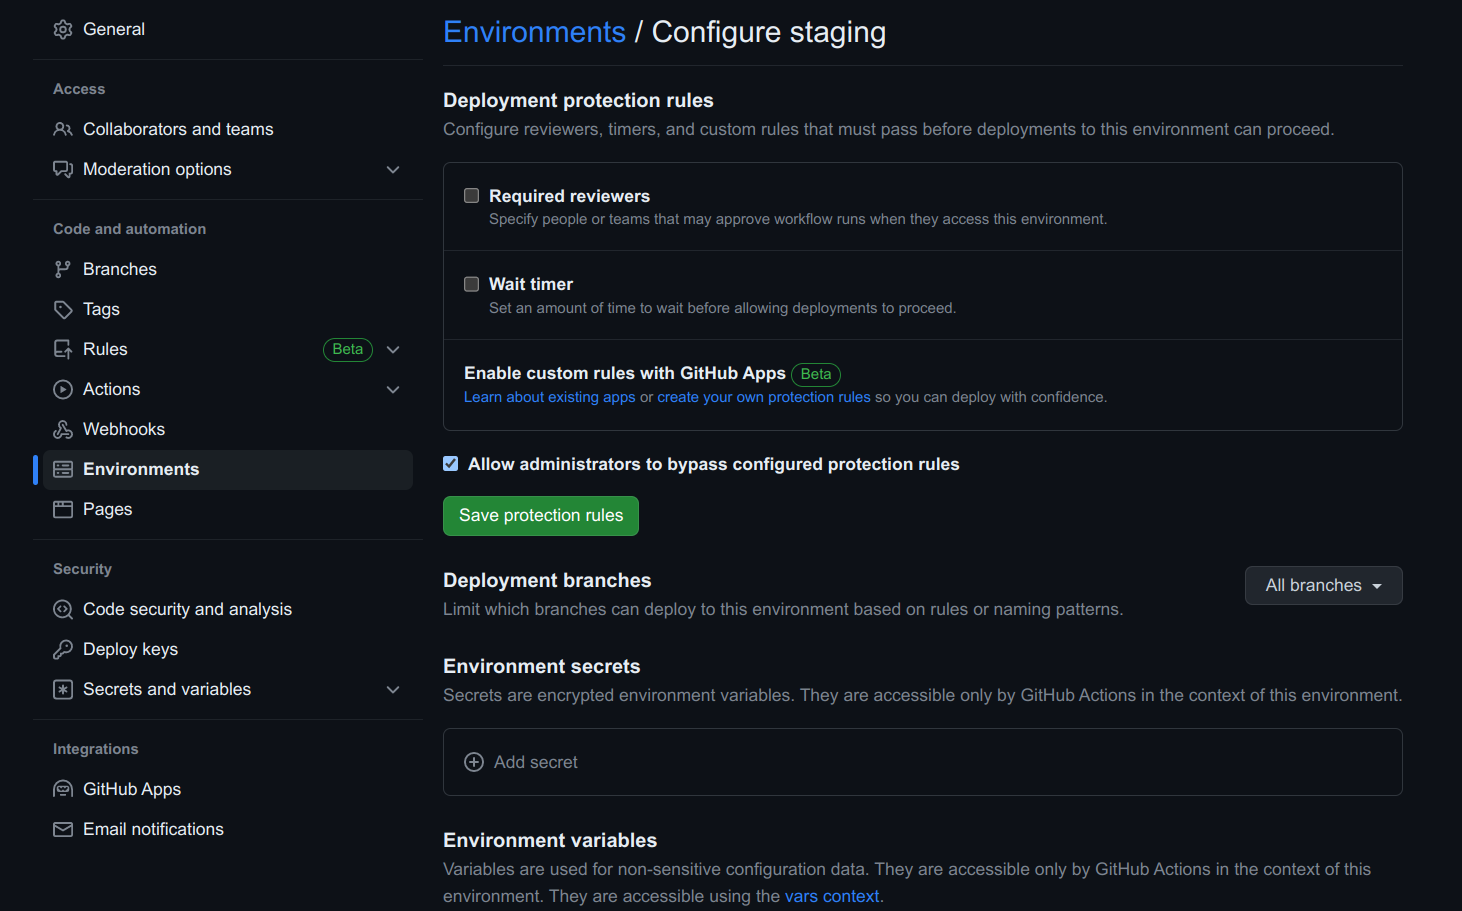 General
Access
Collaborators and teams
Moderation options
Code and automation
Branches
Tags
Rules Beta
Actions
Webhooks
Environments
Pages
Security
Code security and analysis
Deploy keys
Secrets and variables
Integrations
GitHub Apps
Email notifications
Environments / Configure staging
Deployment protection rules
Configure reviewers, timers, and custom rules that must pass before deployments to this environment can proceed.
Required reviewers
Specify people or teams that may approve workflow runs when they access this environment.
Wait timer
Set an amount of time to wait before allowing deployments to proceed.
Enable custom rules with GitHub Apps Beta
Learn about existing apps or create your own protection rules so you can deploy with confidence.
Allow administrators to bypass configured protection rules
Save protection rules
Deployment branches
All branches
Limit which branches can deploy to this environment based on rules or naming patterns.
Environment secrets
Secrets are encrypted environment variables. They are accessible only by GitHub Actions in the context of this environment.
Add secret
Environment variables
Variables are used for non-sensitive configuration data. They are accessible only by GitHub Actions in the context of this
environment. They are accessible using the vars context.